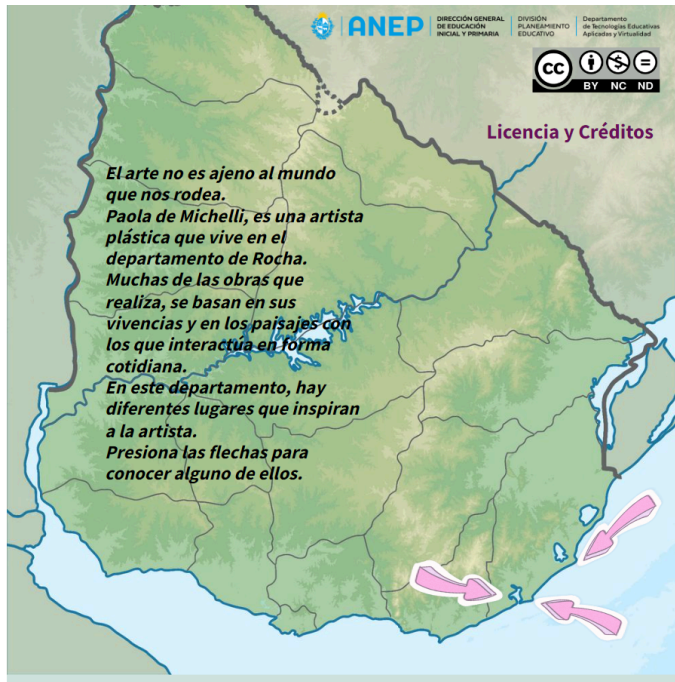 ANEP
DIRECCIÓN GENERAL
DE EDUCACIÓN
INICIAL Y PRIMARIA
DIVISIÓN
PLANEAMIENTO
EDUCATIVO
Departamento
de Tecnologías Educativas
Aplicadas y Virtualidad
cc
BY NC ND
Licencia y Créditos
El arte no es ajeno al mundo
que nos rodea.
Paola de Michelli, es una artista
plástica que vive en el
departamento de Rocha.
Muchas de las obras que
realiza, se basan en sus
vivencias y en los paisajes con
los que interactúa en forma
cotidiana.
En este departamento, hay
diferentes lugares que inspiran
a la artista.
Presiona las flechas para
conocer alguno de ellos.